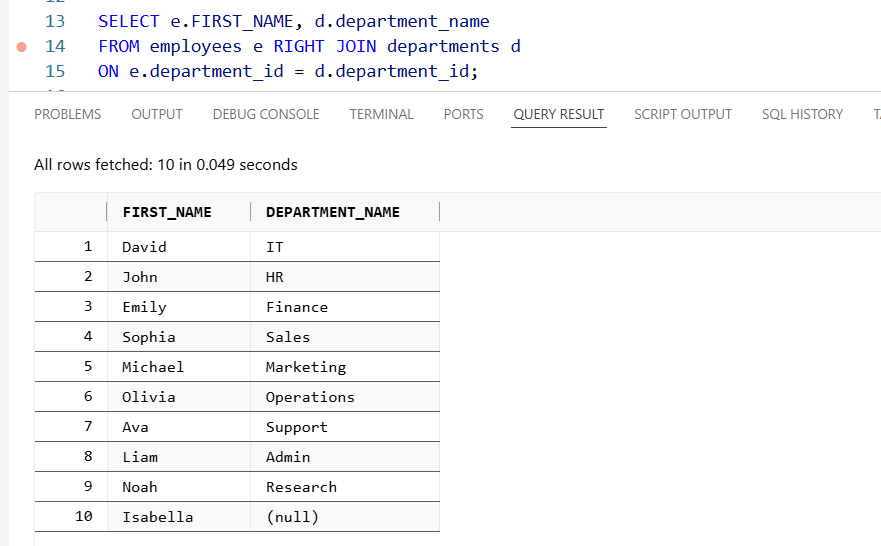 13 SELECT e.FIRST_NAME, d.department_name
14 FROM employees e RIGHT JOIN departments d
15 ON e.department_id = d.department_id;
PROBLEMS OUTPUT DEBUG CONSOLE TERMINAL PORTS QUERY RESULT SCRIPT OUTPUT SQL HISTORY
All rows fetched: 10 in 0.049 seconds
FIRST_NAME DEPARTMENT_NAME
1 David IT
2 John HR
3 Emily Finance
4 Sophia Sales
5 Michael Marketing
6 Olivia Operations
7 Ava Support
8 Liam Admin
9 Noah Research
10 Isabella (null)